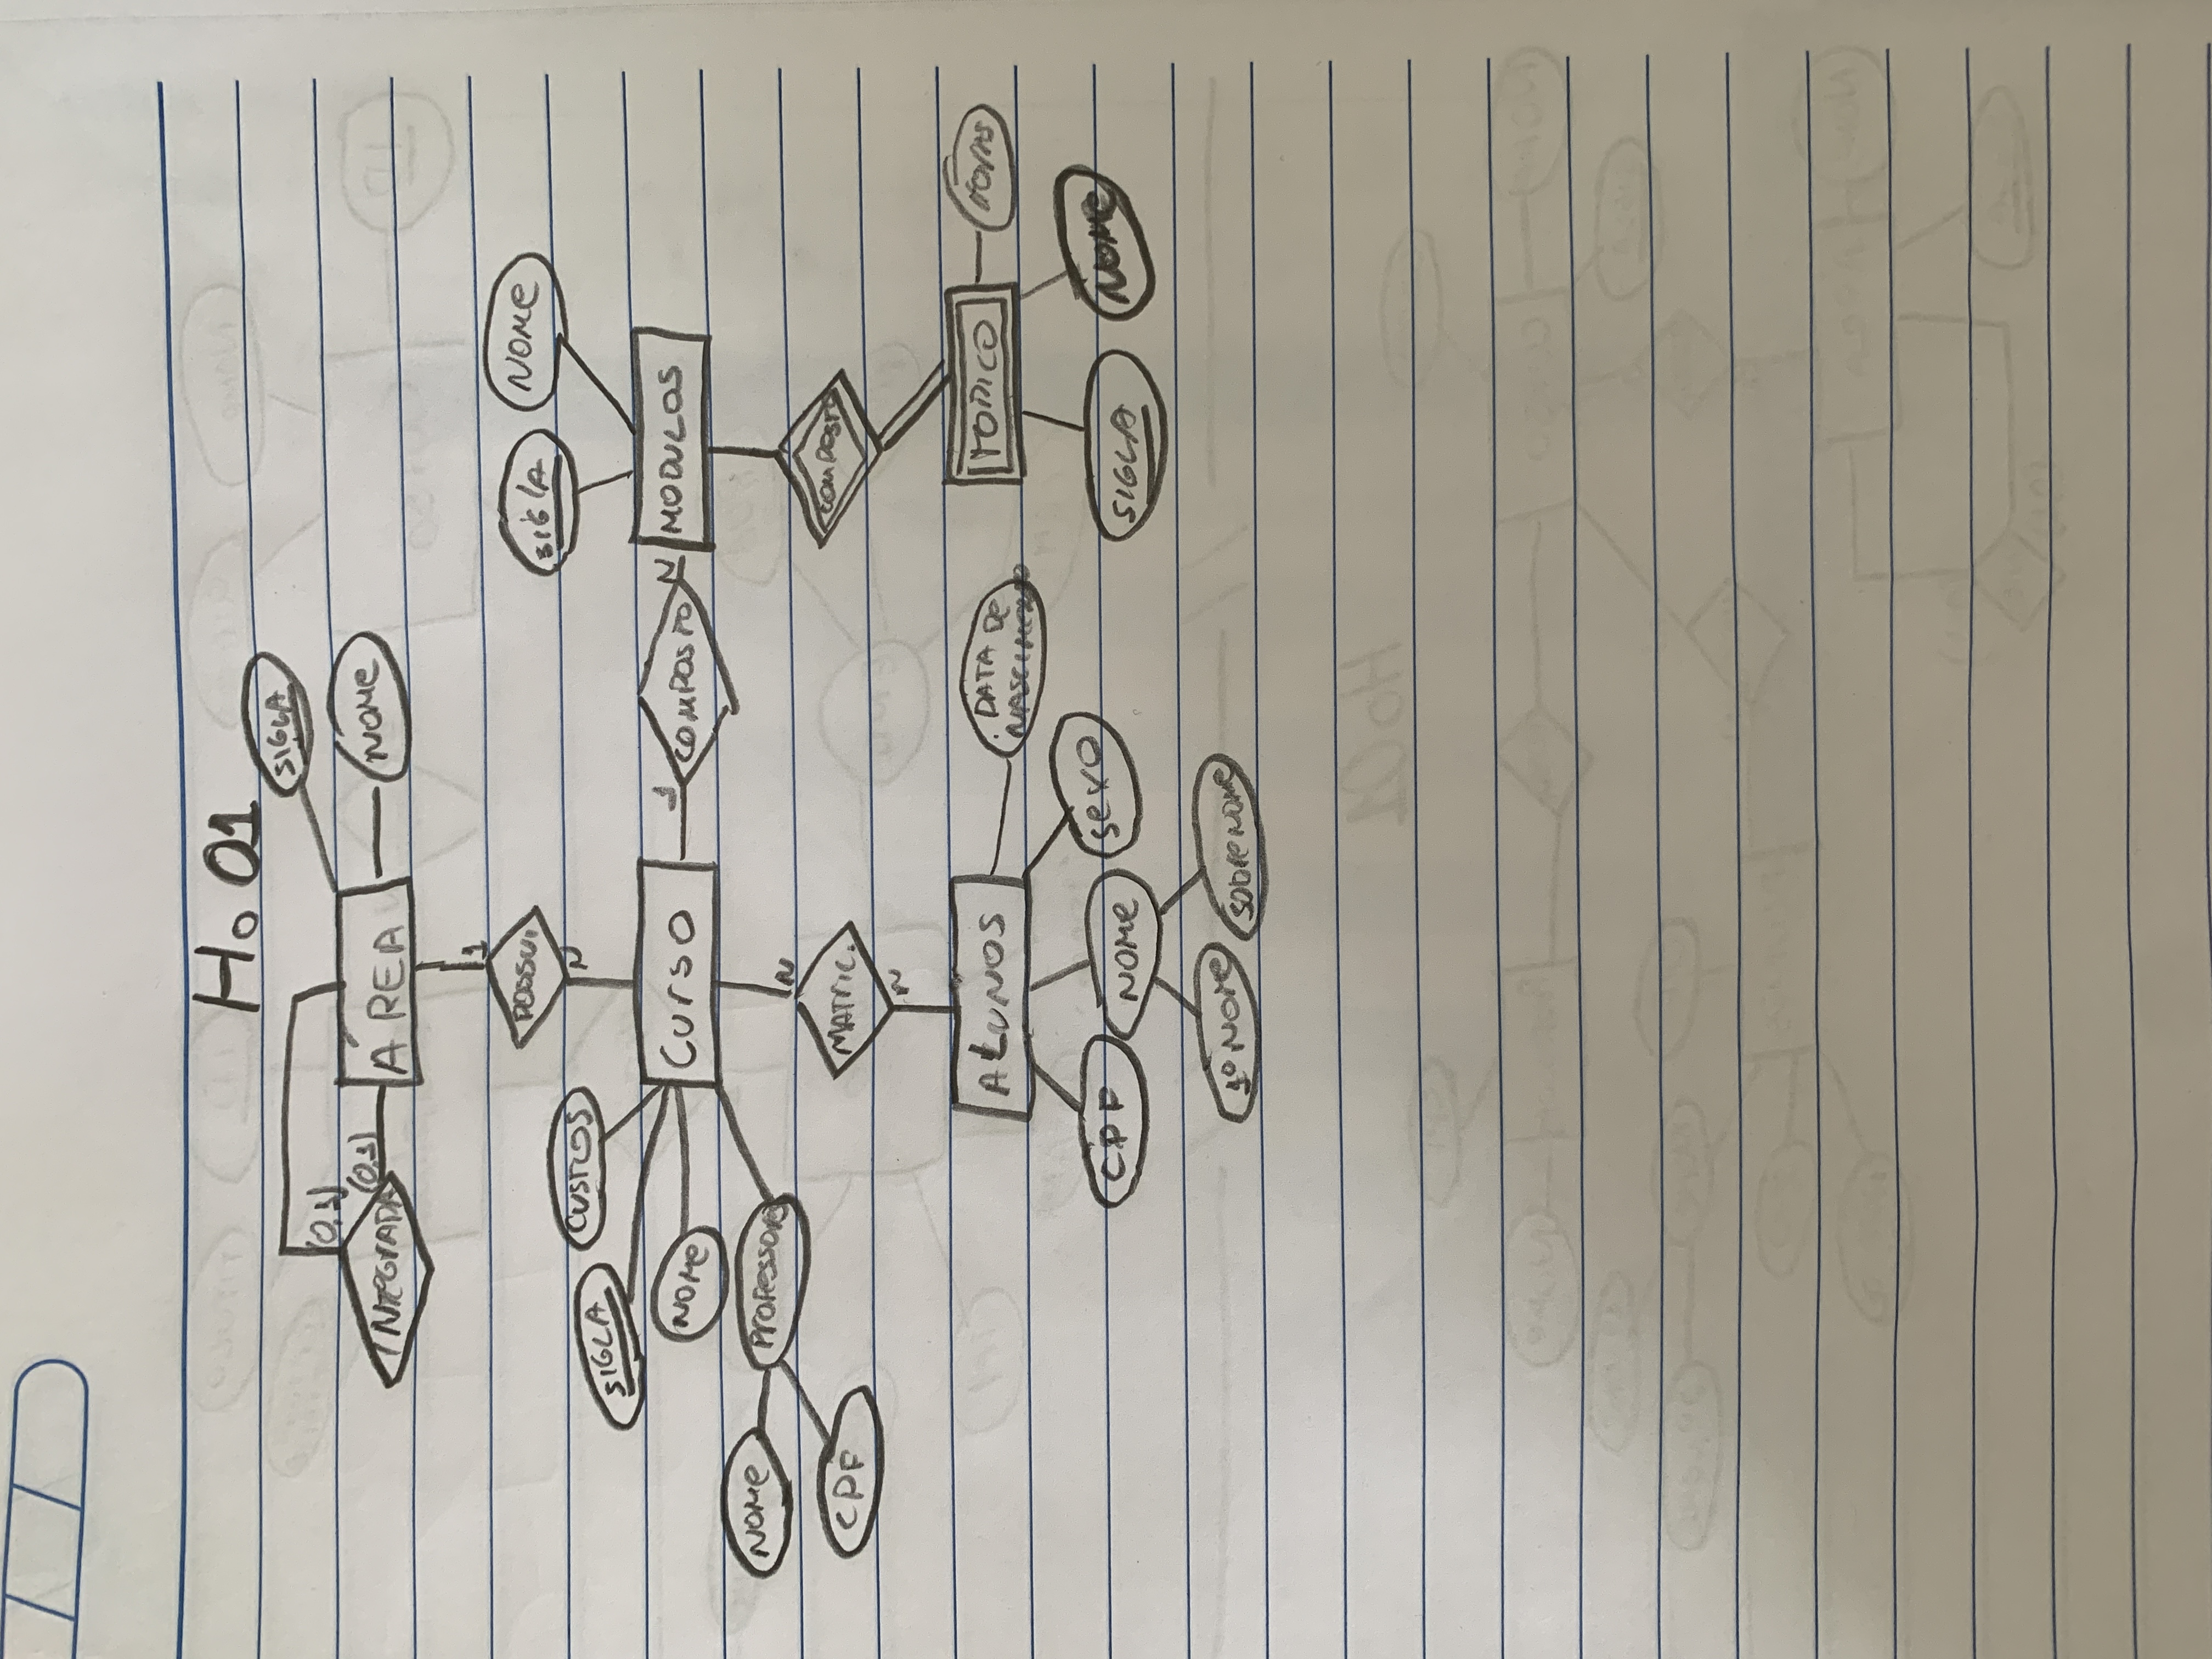 Ho 01
SIGLA
(0,1)
(0,1)
INTEGRADA
AREA
NOME
1
POSSUI
N
SIGLA
NOME
CUSTOS
SIGLA
NOME
CURSO
1
COMPOSTO
N
MODULOS
NOME
PROFESSORES
CPF
N
MATRIC.
N
COMPOSTO
ALUNOS
DATA DE
NASCIMENTO
TOPICO
CPF
NOME
SEXO
SIGLA
NOME
1º NOME
SOBRENOME